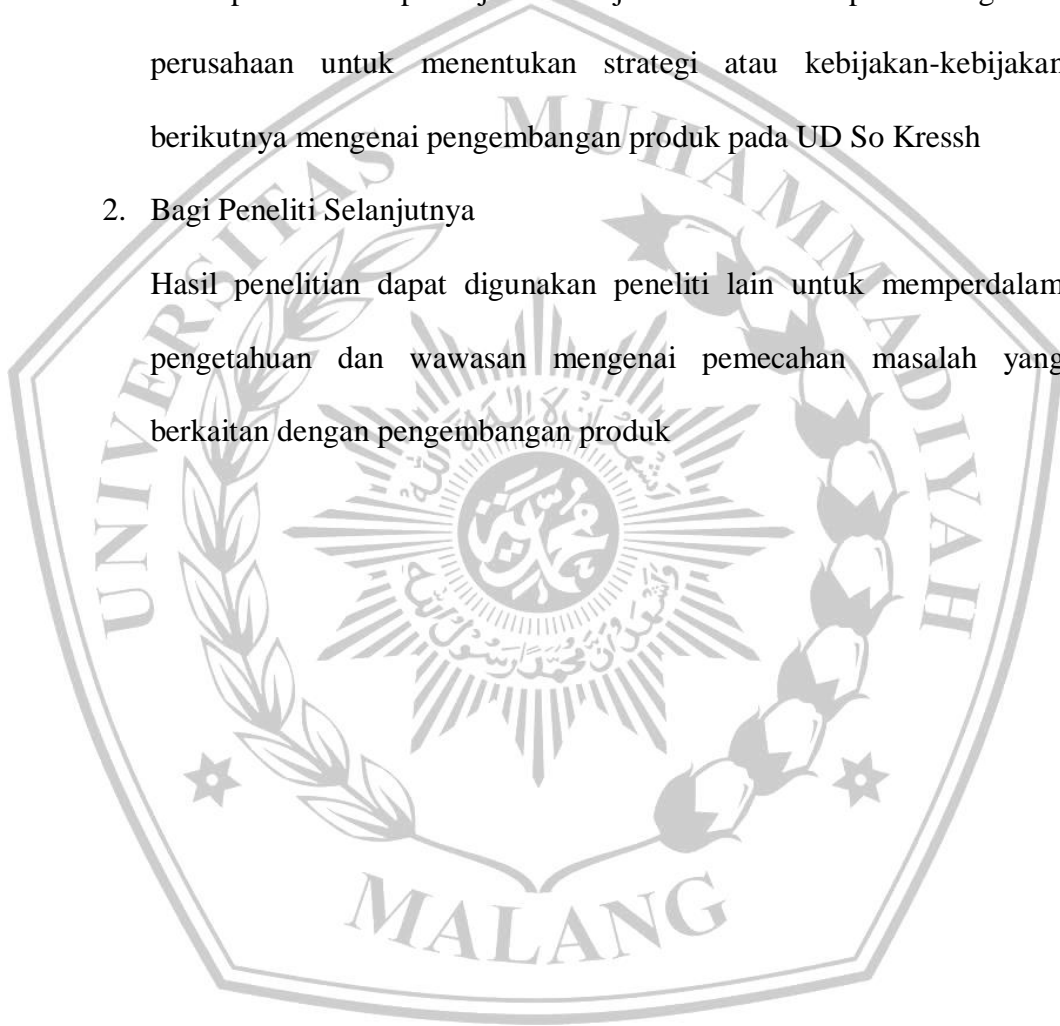 perusahaan untuk menentukan strategi atau kebijakan-kebijakan
berikutnya mengenai pengembangan produk pada UD So Kressh
2. Bagi Peneliti Selanjutnya
Hasil penelitian dapat digunakan peneliti lain untuk memperdalam
pengetahuan dan wawasan mengenai pemecahan masalah yang
berkaitan dengan pengembangan produk
UNIVERSITAS MUHAMMADIYAH
MALANG